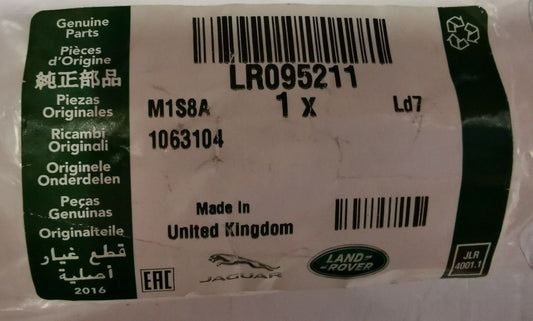 Genuine
Parts
Pièces
d'Origine
純正部品
Piezas
Originales
Ricambi
Originali
Originele
Onderdelen
Peças
Genuinas
Originalteile
قطع غيار
أصلية
2016
LR095211
1 x
M1S8A
Ld7
1063104
Made In
United Kingdom
EAC
JAGUAR
LAND-
ROVER
JLR
4001.1